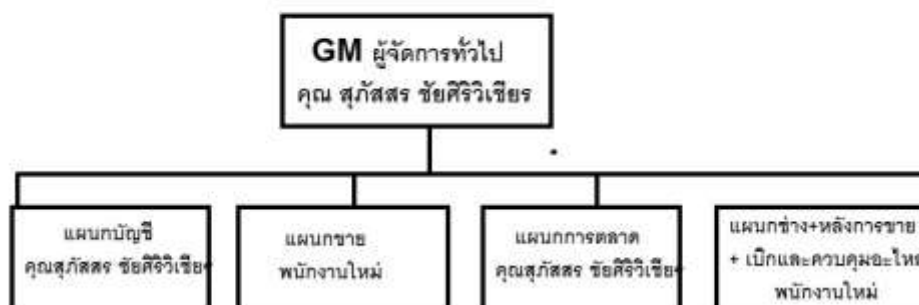 GM ผู้จัดการทั่วไป
คุณ สุภัสสร ชัยศิริวิเชียร
แผนกบัญชี
คุณสุภัสสร ชัยศิริวิเชีย
แผนกขาย
พนักงานใหม่
แผนกการตลาด
คุณสุภัสสร ชัยศิริวิเชีย
แผนกช่าง+หลังการขาย
+ เบิกและควบคุมอะไห
พนักงานใหม่